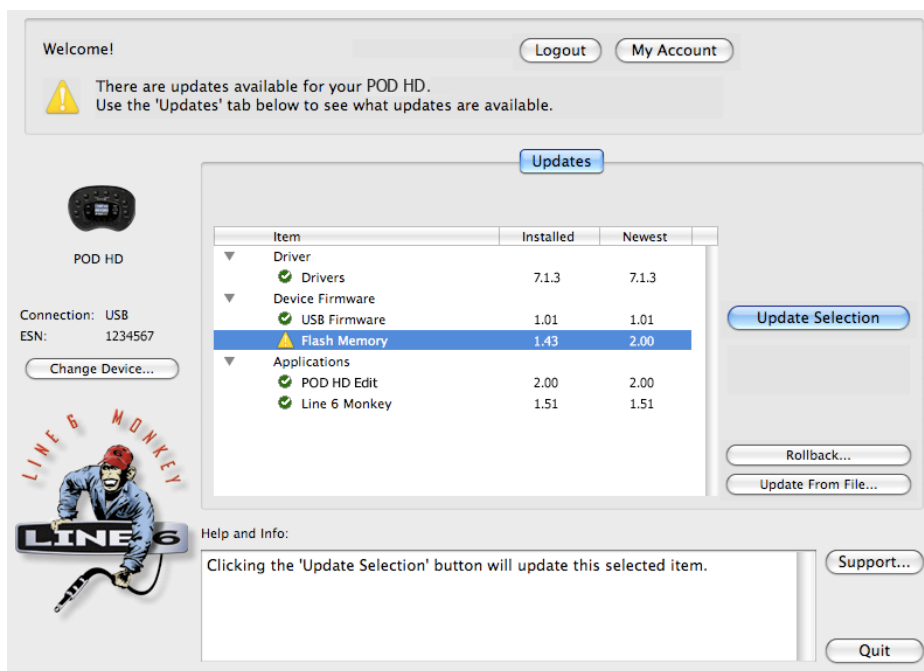 Welcome!
Logout
My Account
There are updates available for your POD HD.
Use the 'Updates' tab below to see what updates are available.
Updates
POD HD
Connection: USB
ESN: 1234567
Change Device...
Item Installed Newest
Driver
Drivers 7.1.3 7.1.3
Device Firmware
USB Firmware 1.01 1.01
Flash Memory 1.43 2.00
Applications
POD HD Edit 2.00 2.00
Line 6 Monkey 1.51 1.51
Update Selection
Rollback...
Update From File...
LINE 6 MONKEY
6
LINE 6
Help and Info:
Clicking the 'Update Selection' button will update this selected item.
Support...
Quit